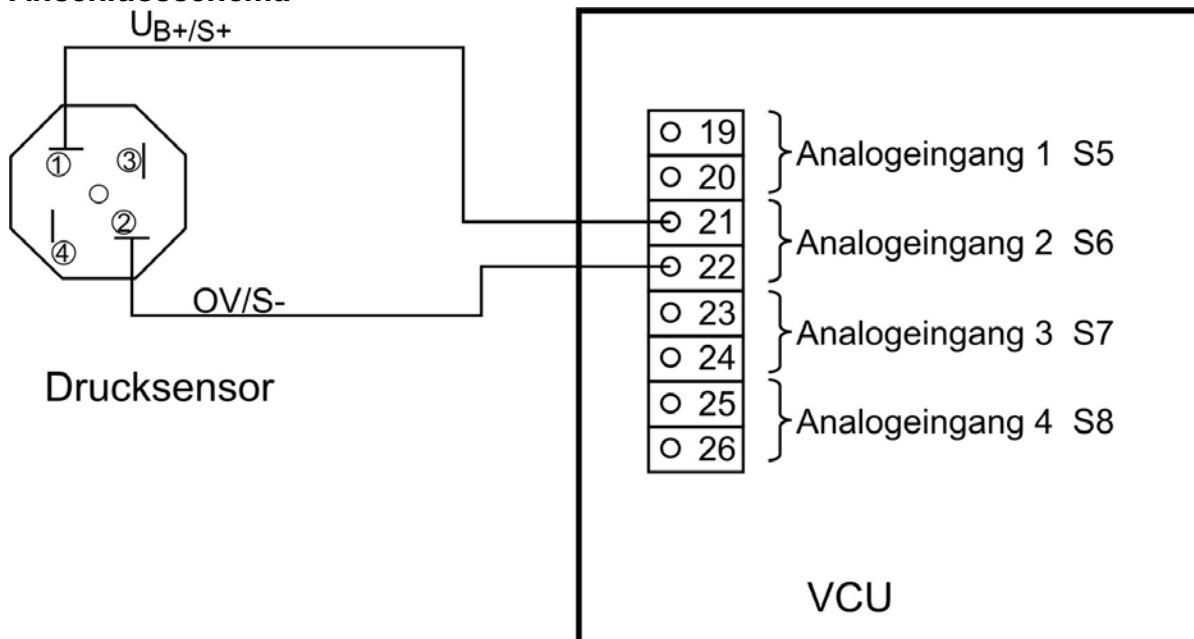 Anschlussschema
UB+/S+
1
3
2
4
OV/S-
Drucksensor
19
20
21
22
23
24
25
26
Analogeingang 1 S5
Analogeingang 2 S6
Analogeingang 3 S7
Analogeingang 4 S8
VCU